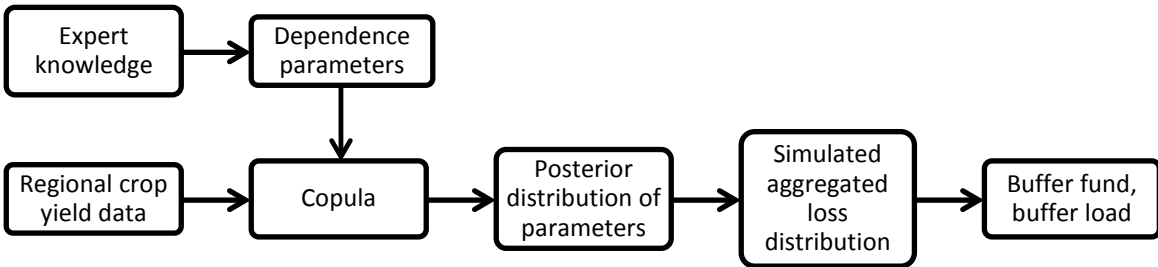 Expert
knowledge
Dependence
parameters
Regional crop
yield data
Copula
Posterior
distribution of
parameters
Simulated
aggregated
loss
distribution
Buffer fund,
buffer load